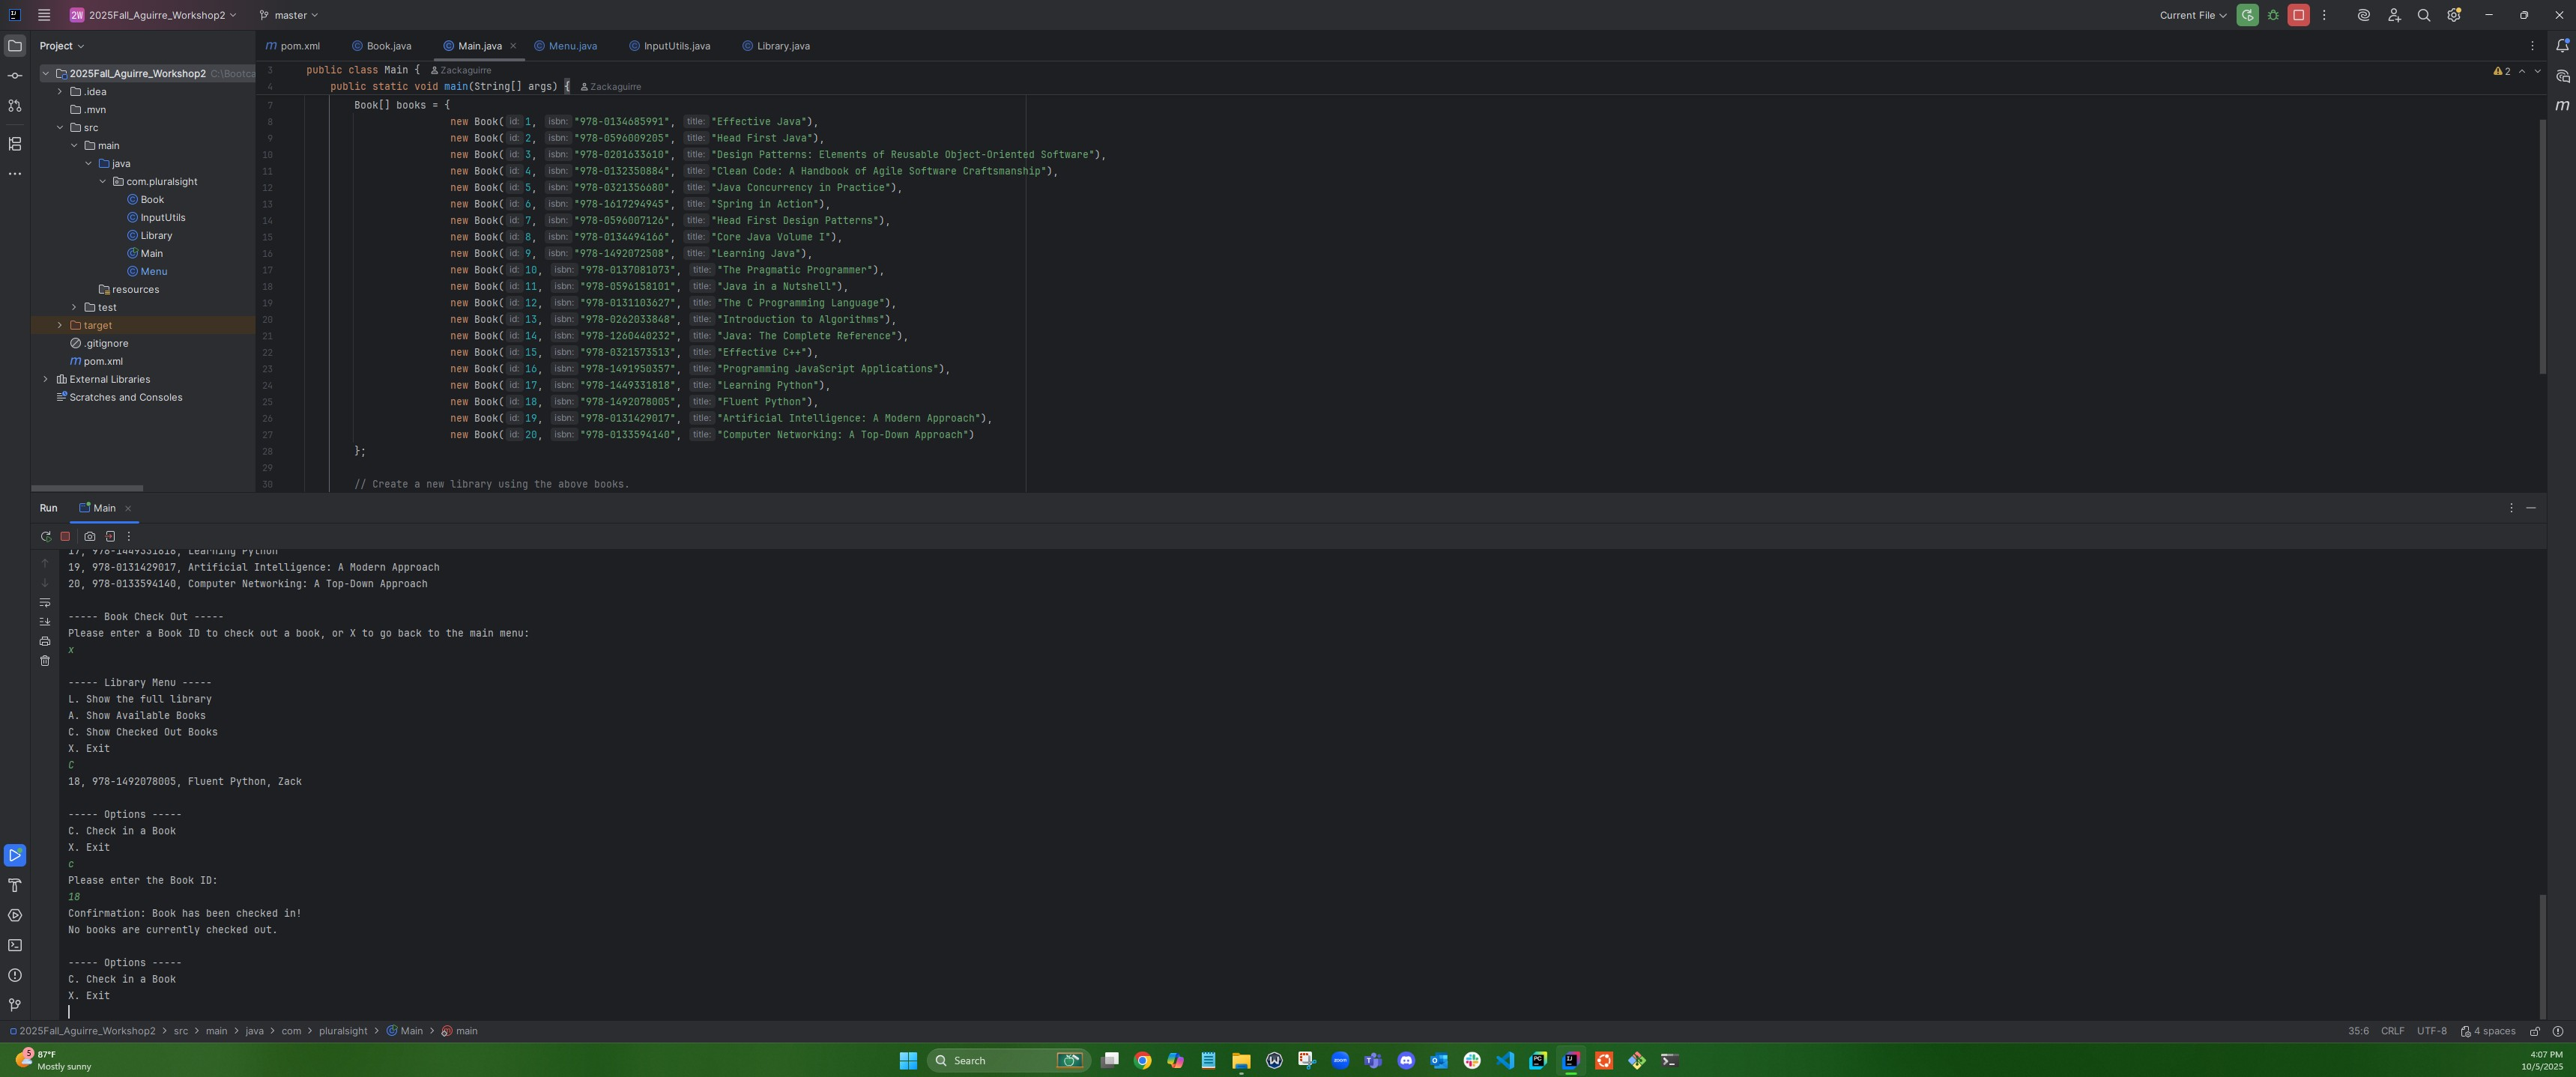 2W 2025Fall_Aguirre_Workshop2 master Current File
Project
pom.xml Book.java Main.java Menu.java InputUtils.java Library.java
2025Fall_Aguirre_Workshop2 C:\Bootca
.idea
.mvn
src
main
java
com.pluralsight
Book
InputUtils
Library
Main
Menu
resources
test
target
.gitignore
pom.xml
External Libraries
Scratches and Consoles
2
3 public class Main { Zackaguirre
4 public static void main(String[] args) { Zackaguirre
7 Book[] books = {
8 new Book( id: 1, isbn: "978-0134685991", title: "Effective Java"),
9 new Book( id: 2, isbn: "978-0596009205", title: "Head First Java"),
10 new Book( id: 3, isbn: "978-0201633610", title: "Design Patterns: Elements of Reusable Object-Oriented Software"),
11 new Book( id: 4, isbn: "978-0132350884", title: "Clean Code: A Handbook of Agile Software Craftsmanship"),
12 new Book( id: 5, isbn: "978-0321356680", title: "Java Concurrency in Practice"),
13 new Book( id: 6, isbn: "978-1617294945", title: "Spring in Action"),
14 new Book( id: 7, isbn: "978-0596007126", title: "Head First Design Patterns"),
15 new Book( id: 8, isbn: "978-0134494166", title: "Core Java Volume I"),
16 new Book( id: 9, isbn: "978-1492072508", title: "Learning Java"),
17 new Book( id: 10, isbn: "978-0137081073", title: "The Pragmatic Programmer"),
18 new Book( id: 11, isbn: "978-0596158101", title: "Java in a Nutshell"),
19 new Book( id: 12, isbn: "978-0131103627", title: "The C Programming Language"),
20 new Book( id: 13, isbn: "978-0262033848", title: "Introduction to Algorithms"),
21 new Book( id: 14, isbn: "978-1260440232", title: "Java: The Complete Reference"),
22 new Book( id: 15, isbn: "978-0321573513", title: "Effective C++"),
23 new Book( id: 16, isbn: "978-1491950357", title: "Programming JavaScript Applications"),
24 new Book( id: 17, isbn: "978-1449331818", title: "Learning Python"),
25 new Book( id: 18, isbn: "978-1492078005", title: "Fluent Python"),
26 new Book( id: 19, isbn: "978-0131429017", title: "Artificial Intelligence: A Modern Approach"),
27 new Book( id: 20, isbn: "978-0133594140", title: "Computer Networking: A Top-Down Approach")
28 };
29
30 // Create a new library using the above books.
Run Main
17, 978-1449331818, Learning Python
19, 978-0131429017, Artificial Intelligence: A Modern Approach
20, 978-0133594140, Computer Networking: A Top-Down Approach
----- Book Check Out -----
Please enter a Book ID to check out a book, or X to go back to the main menu:
x
----- Library Menu -----
L. Show the full library
A. Show Available Books
C. Show Checked Out Books
X. Exit
C
18, 978-1492078005, Fluent Python, Zack
----- Options -----
C. Check in a Book
X. Exit
c
Please enter the Book ID:
18
Confirmation: Book has been checked in!
No books are currently checked out.
----- Options -----
C. Check in a Book
X. Exit
2025Fall_Aguirre_Workshop2 > src > main > java > com > pluralsight > Main > main 35:6 CRLF UTF-8 4 spaces
5 87°F
Mostly sunny
Search
zoom
4:07 PM
10/5/2025